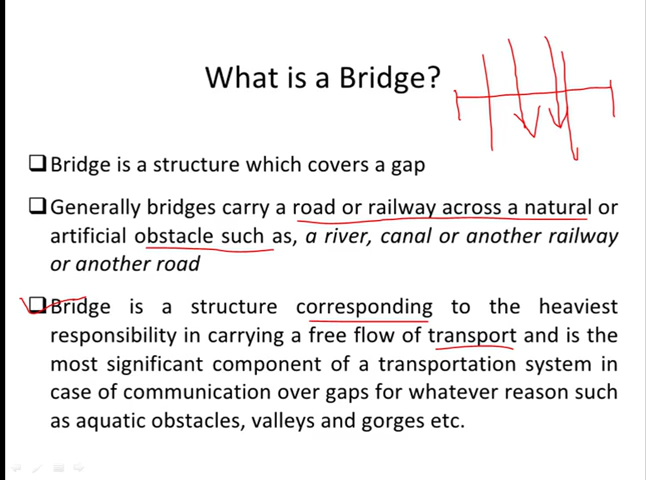 What is a Bridge?
Bridge is a structure which covers a gap
Generally bridges carry a road or railway across a natural or
artificial obstacle such as, a river, canal or another railway
or another road
Bridge is a structure corresponding to the heaviest
responsibility in carrying a free flow of transport and is the
most significant component of a transportation system in
case of communication over gaps for whatever reason such
as aquatic obstacles, valleys and gorges etc.